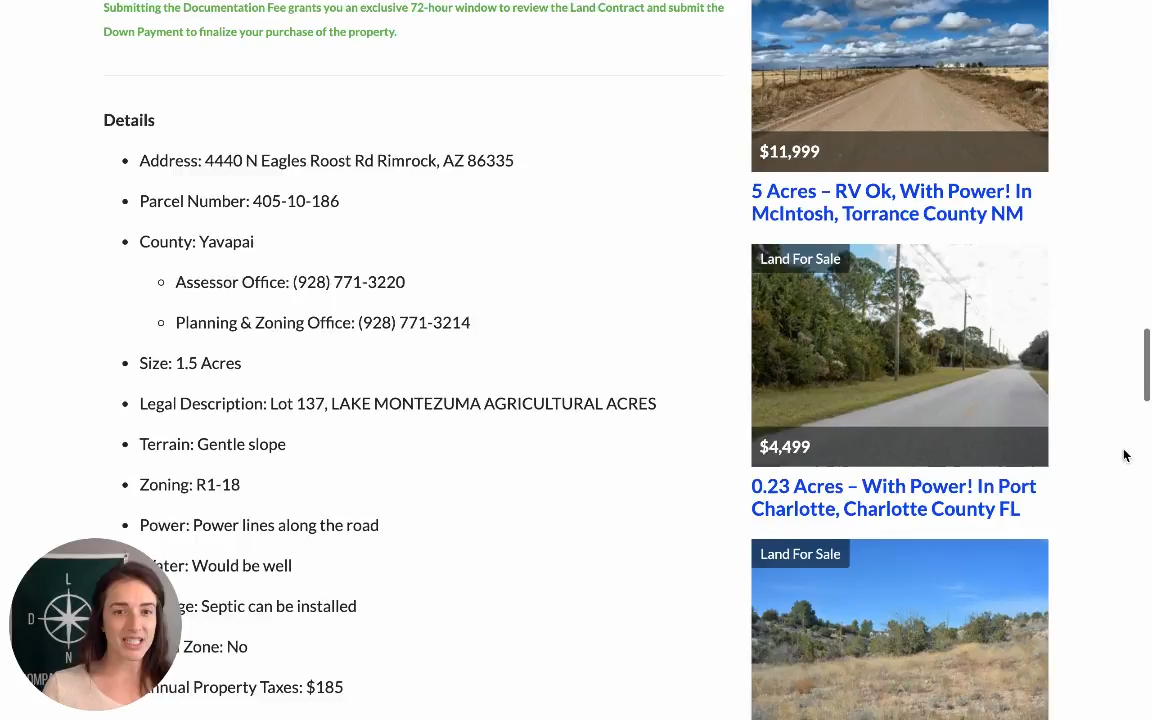 Submitting the Documentation Fee grants you an exclusive 72-hour window to review the Land Contract and submit the
Down Payment to finalize your purchase of the property.
Details
Address: 4440 N Eagles Roost Rd Rimrock, AZ 86335
Parcel Number: 405-10-186
County: Yavapai
Assessor Office: (928) 771-3220
Planning & Zoning Office: (928) 771-3214
Size: 1.5 Acres
Legal Description: Lot 137, LAKE MONTEZUMA AGRICULTURAL ACRES
Terrain: Gentle slope
Zoning: R1-18
Power: Power lines along the road
Would be well
Septic can be installed
Zone: No
Annual Property Taxes: $185
$11,999
5 Acres – RV Ok, With Power! In
McIntosh, Torrance County NM
Land For Sale
$4,499
0.23 Acres – With Power! In Port
Charlotte, Charlotte County FL
Land For Sale
L
D
N